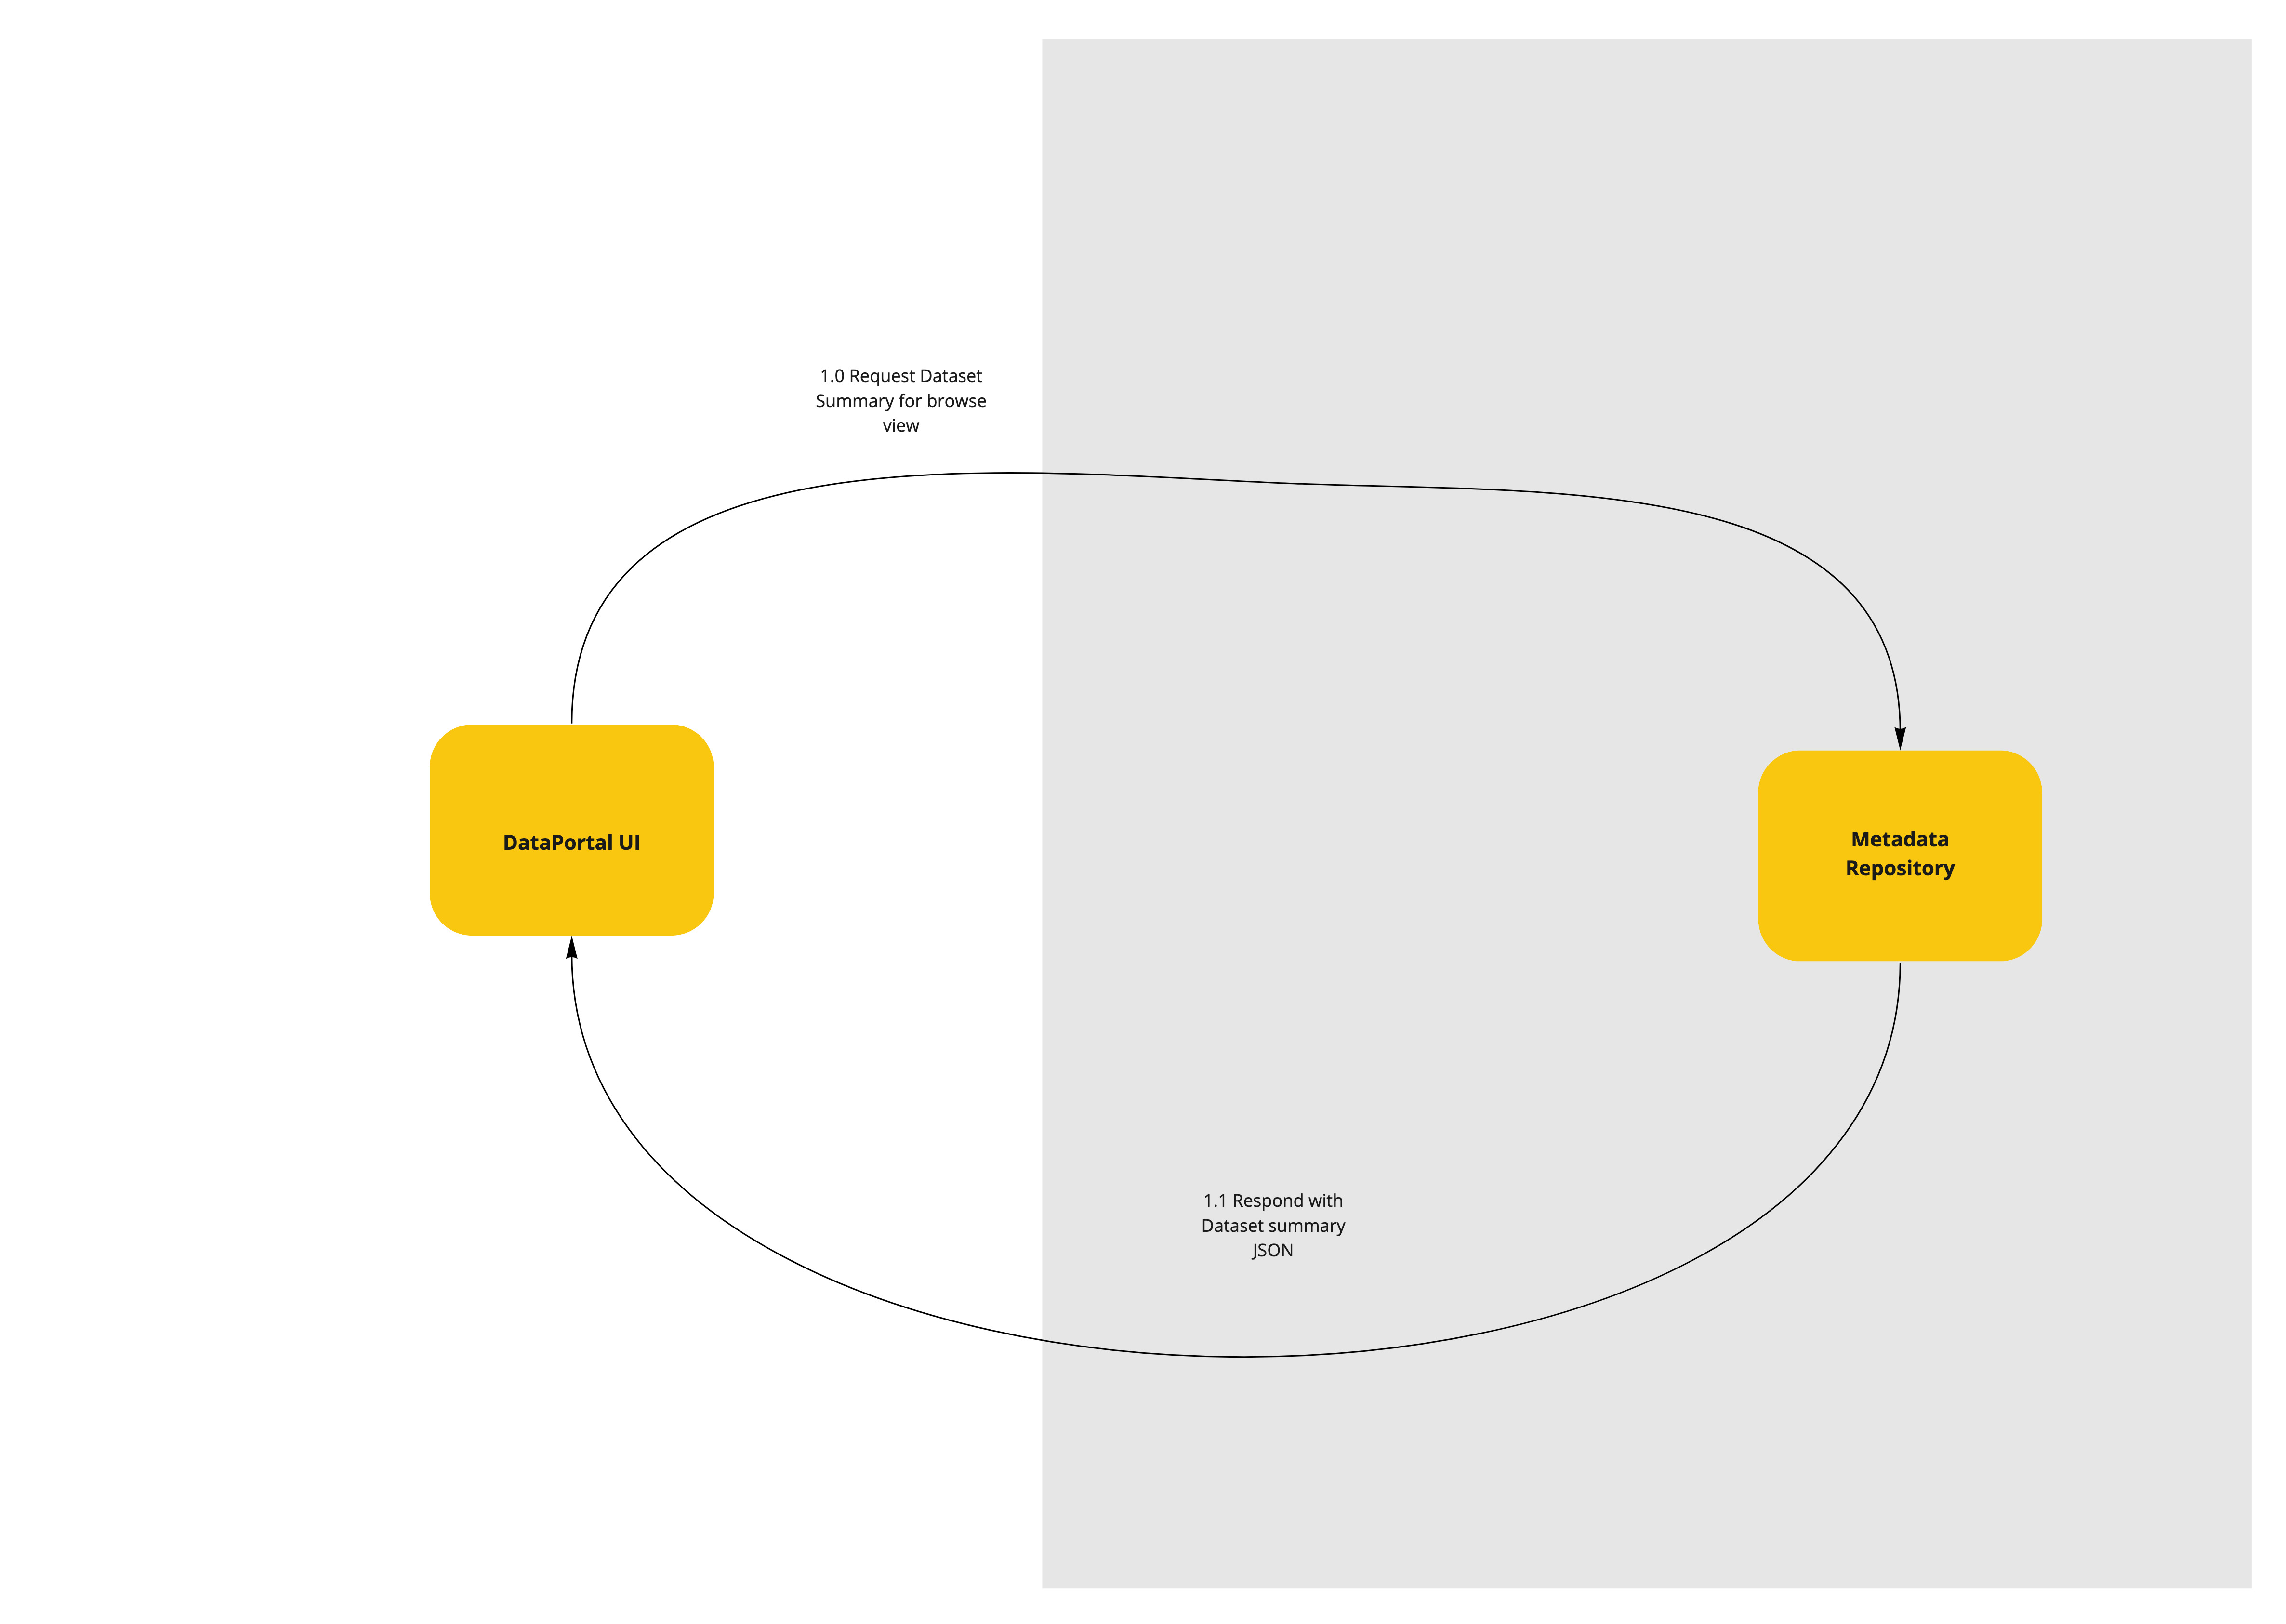 1.0 Request Dataset
Summary for browse
view
DataPortal UI
Metadata
Repository
1.1 Respond with
Dataset summary
JSON